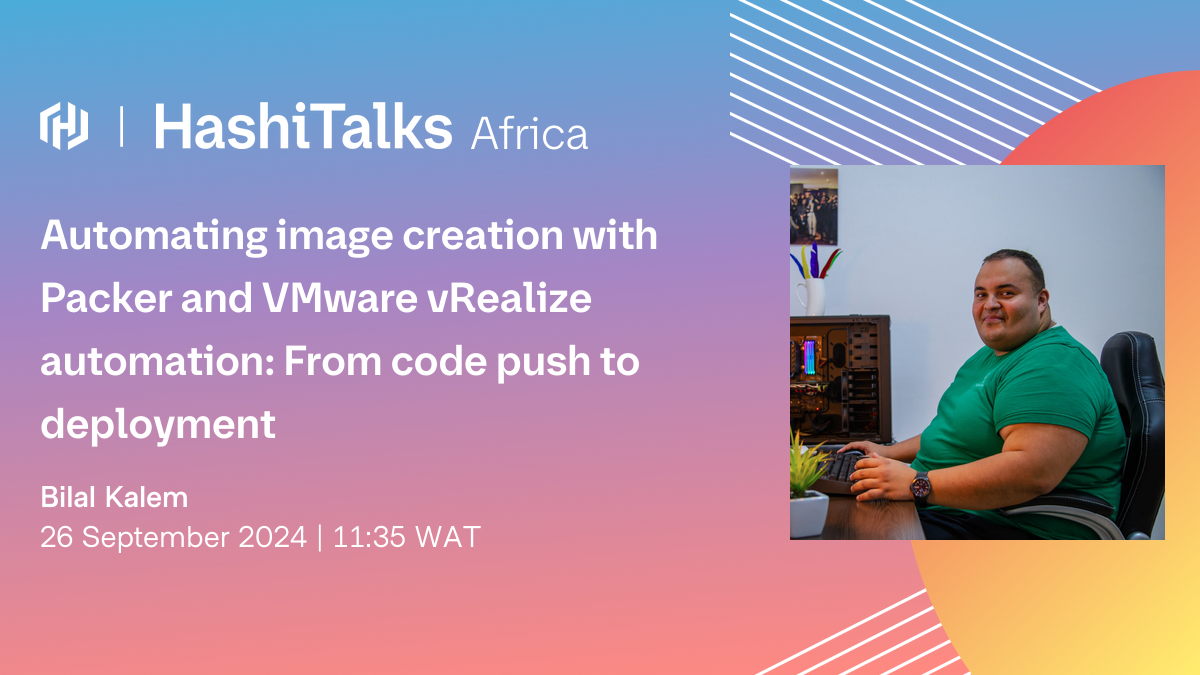 HashiTalks Africa
Automating image creation with
Packer and VMware vRealize
automation: From code push to
deployment
Bilal Kalem
26 September 2024 | 11:35 WAT